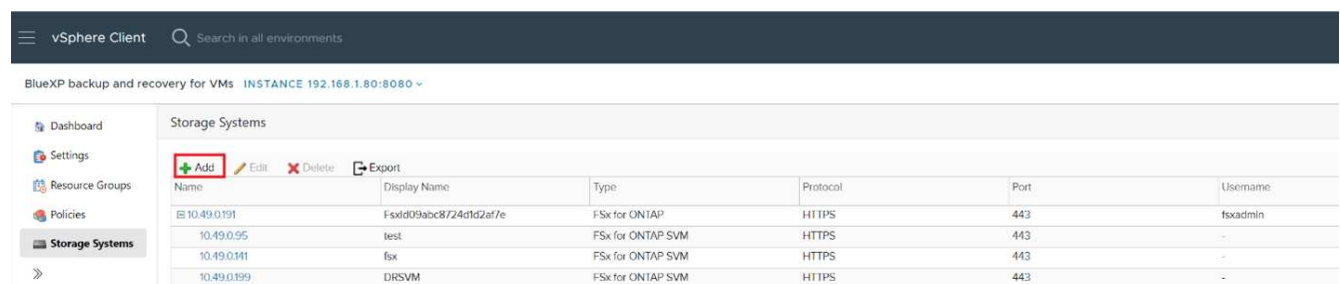 vSphere Client Search in all environments
BlueXP backup and recovery for VMs INSTANCE 192.168.1.80:8080
Dashboard
Settings
Resource Groups
Policies
Storage Systems
Storage Systems
Add Edit Delete Export
Name Display Name Type Protocol Port Username
10.49.0.191 FsxId09abc8724d1d2af7e FSx for ONTAP HTTPS 443 fsxadmin
10.49.0.95 test FSx for ONTAP SVM HTTPS 443 -
10.49.0.141 fsx FSx for ONTAP SVM HTTPS 443 -
10.49.0.199 DRSVM FSx for ONTAP SVM HTTPS 443 -